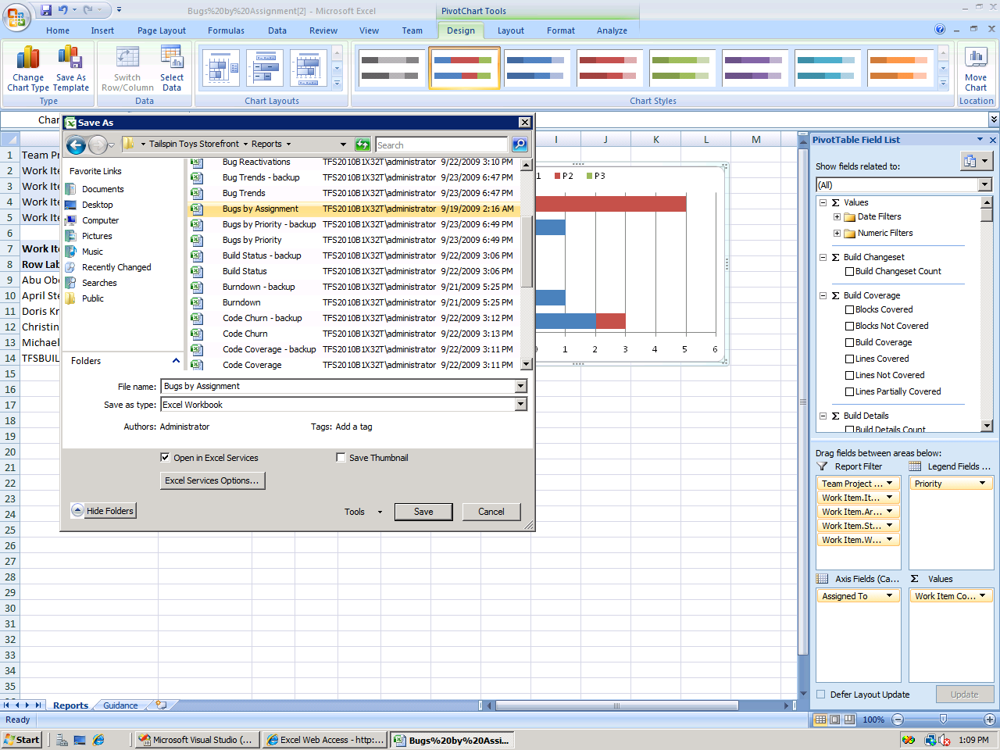 Bugs%20by%20Assignment[2] - Microsoft Excel
PivotChart Tools
Home Insert Page Layout Formulas Data Review View Team Design Layout Format Analyze
Change Chart Type
Save As Template
Switch Row/Column
Select Data
Move Chart
Type Data Chart Layouts Chart Styles Location
Char
Save As
Tailspin Toys Storefront Reports
Search
Favorite Links
Documents
Desktop
Computer
Pictures
Music
Recently Changed
Searches
Public
Folders
Bug Reactivations TFS2010B1X32T\administrator 9/22/2009 3:10 PM
Bug Trends - backup TFS2010B1X32T\administrator 9/23/2009 6:47 PM
Bug Trends TFS2010B1X32T\administrator 9/23/2009 6:47 PM
Bugs by Assignment TFS2010B1X32T\administrator 9/19/2009 2:16 AM
Bugs by Priority - backup TFS2010B1X32T\administrator 9/23/2009 6:49 PM
Bugs by Priority TFS2010B1X32T\administrator 9/23/2009 6:49 PM
Build Status - backup TFS2010B1X32T\administrator 9/22/2009 3:06 PM
Build Status TFS2010B1X32T\administrator 9/22/2009 3:06 PM
Burndown - backup TFS2010B1X32T\administrator 9/21/2009 5:25 PM
Burndown TFS2010B1X32T\administrator 9/21/2009 5:25 PM
Code Churn - backup TFS2010B1X32T\administrator 9/22/2009 3:12 PM
Code Churn TFS2010B1X32T\administrator 9/22/2009 3:13 PM
Code Coverage - backup TFS2010B1X32T\administrator 9/22/2009 3:11 PM
Code Coverage TFS2010B1X32T\administrator 9/22/2009 3:11 PM
File name: Bugs by Assignment
Save as type: Excel Workbook
Authors: Administrator Tags: Add a tag
Open in Excel Services Save Thumbnail
Excel Services Options...
Hide Folders Tools Save Cancel
I J K L M
1 Team Pr
2 Work Ite
3 Work Ite
4 Work Ite
5 Work Ite
6
7 Work Ite
8 Row Lab
9 Abu Obe
10 April Ste
11 Doris Kr
12 Christin
13 Michael
14 TFSBUIL
15
16
17
18
19
20
21
22
23
24
25
26
27
28
29
30
31
32
33
34
35
1 P2 P3
0 1 2 3 4 5 6
PivotTable Field List
Show fields related to:
(All)
Σ Values
Date Filters
Numeric Filters
Σ Build Changeset
Build Changeset Count
Σ Build Coverage
Blocks Covered
Blocks Not Covered
Build Coverage
Lines Covered
Lines Not Covered
Lines Partially Covered
Σ Build Details
Build Details Count
Drag fields between areas below:
Report Filter Legend Fields ...
Team Project ... Priority
Work Item.It...
Work Item.Ar...
Work Item.St...
Work Item.W...
Axis Fields (Ca... Σ Values
Assigned To Work Item Co...
Defer Layout Update Update
Reports Guidance
Ready 100%
Start Microsoft Visual Studio (... Excel Web Access - http:... Bugs%20by%20Assi... 1:09 PM